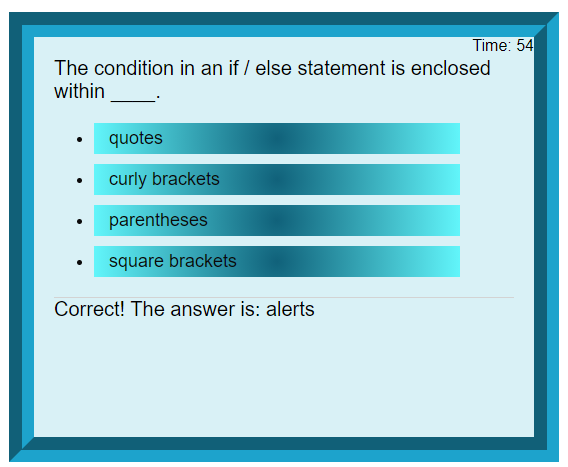 Time: 54
The condition in an if / else statement is enclosed
within ____.
quotes
curly brackets
parentheses
square brackets
Correct! The answer is: alerts